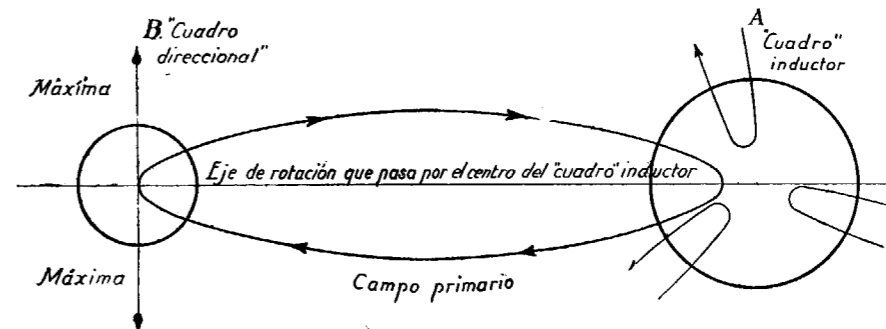 B. "Cuadro
direccional"
Máxima
A
"Cuadro"
inductor
Eje de rotación que pasa por el centro del "cuadro" inductor
Máxima
Campo primario